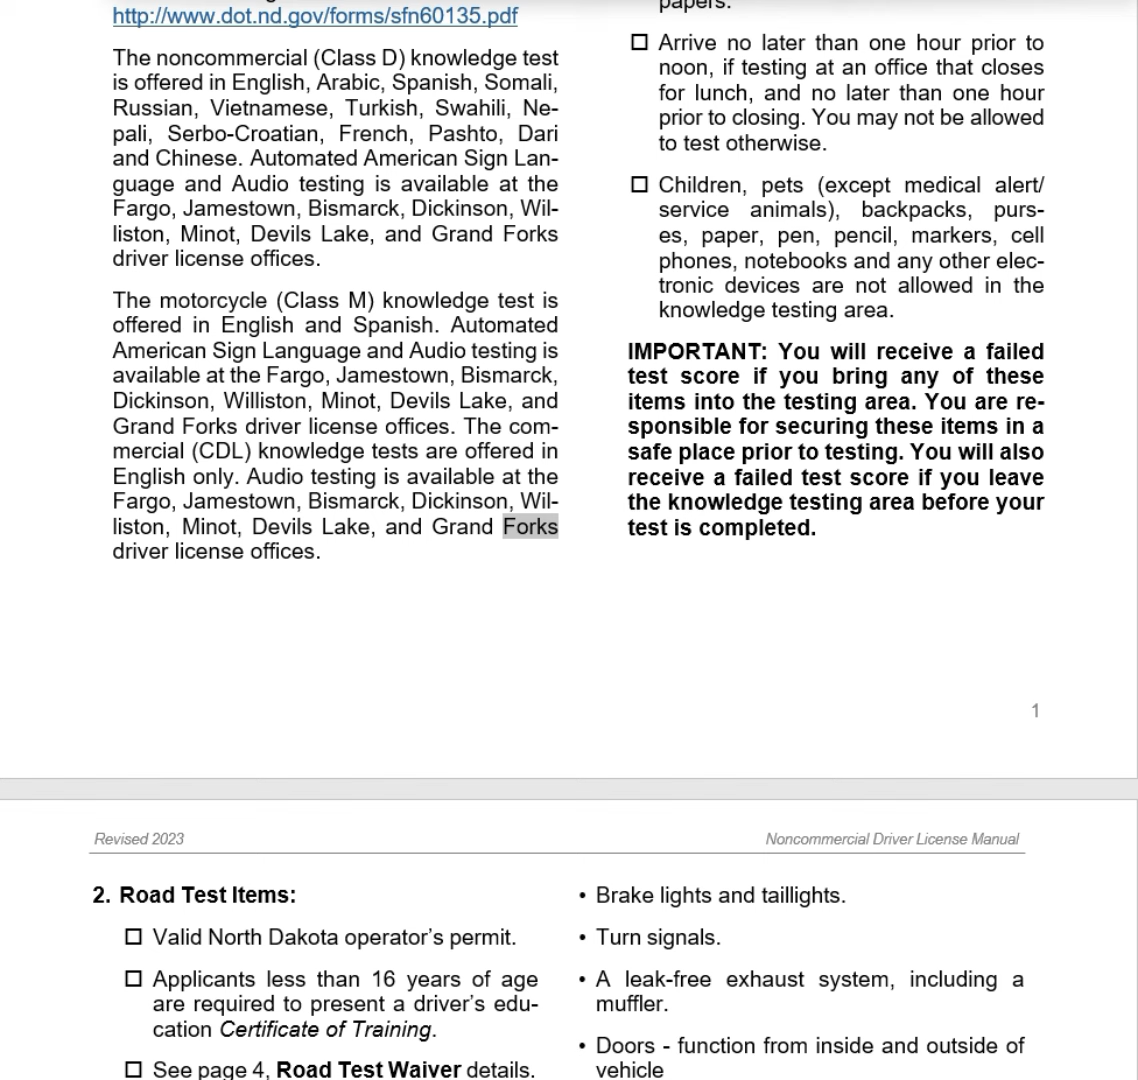 http://www.dot.nd.gov/forms/sfn60135.pdf
The noncommercial (Class D) knowledge test
is offered in English, Arabic, Spanish, Somali,
Russian, Vietnamese, Turkish, Swahili, Ne-
pali, Serbo-Croatian, French, Pashto, Dari
and Chinese. Automated American Sign Lan-
guage and Audio testing is available at the
Fargo, Jamestown, Bismarck, Dickinson, Wil-
liston, Minot, Devils Lake, and Grand Forks
driver license offices.
The motorcycle (Class M) knowledge test is
offered in English and Spanish. Automated
American Sign Language and Audio testing is
available at the Fargo, Jamestown, Bismarck,
Dickinson, Williston, Minot, Devils Lake, and
Grand Forks driver license offices. The com-
mercial (CDL) knowledge tests are offered in
English only. Audio testing is available at the
Fargo, Jamestown, Bismarck, Dickinson, Wil-
liston, Minot, Devils Lake, and Grand Forks
driver license offices.
papers.
☐ Arrive no later than one hour prior to
noon, if testing at an office that closes
for lunch, and no later than one hour
prior to closing. You may not be allowed
to test otherwise.
☐ Children, pets (except medical alert/
service animals), backpacks, purs-
es, paper, pen, pencil, markers, cell
phones, notebooks and any other elec-
tronic devices are not allowed in the
knowledge testing area.
IMPORTANT: You will receive a failed
test score if you bring any of these
items into the testing area. You are re-
sponsible for securing these items in a
safe place prior to testing. You will also
receive a failed test score if you leave
the knowledge testing area before your
test is completed.
1
Revised 2023
Noncommercial Driver License Manual
2. Road Test Items:
☐ Valid North Dakota operator's permit.
☐ Applicants less than 16 years of age
are required to present a driver's edu-
cation Certificate of Training.
☐ See page 4, Road Test Waiver details.
• Brake lights and taillights.
• Turn signals.
• A leak-free exhaust system, including a
muffler.
• Doors - function from inside and outside of
vehicle